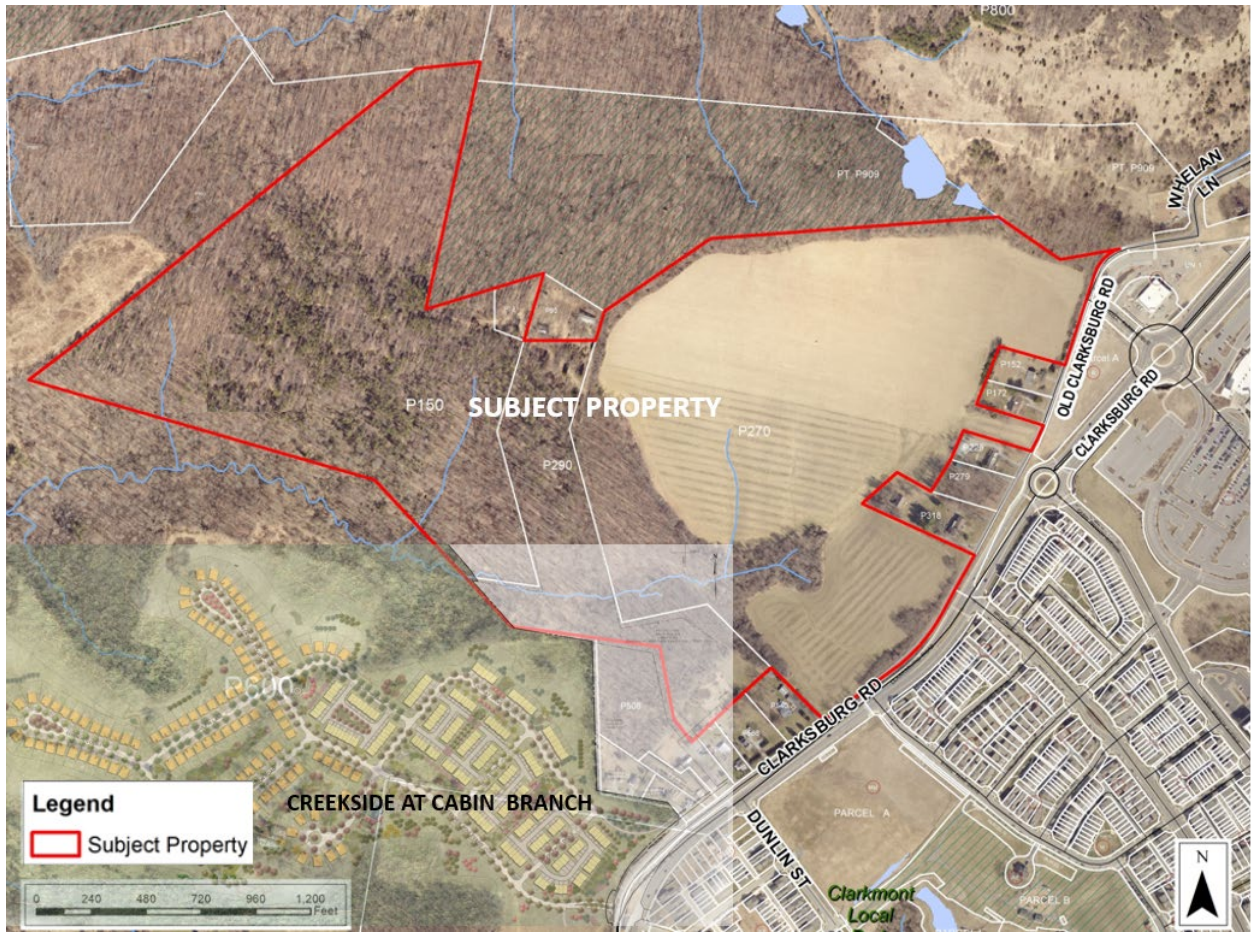 P800
WHELAN
LN
PT. P909
PT. P909
OLD CLARKSBURG RD
P152
CLARKSBURG RD
P172
P150
SUBJECT PROPERTY
P270
P290
P279
P318
P600
P508
CLARKSBURG RD
Legend
Subject Property
CREEKSIDE AT CABIN BRANCH
PARCEL A
DUNLIN ST
N
0 240 480 720 960 1,200
Feet
Clarkmont
Local
PARCEL B